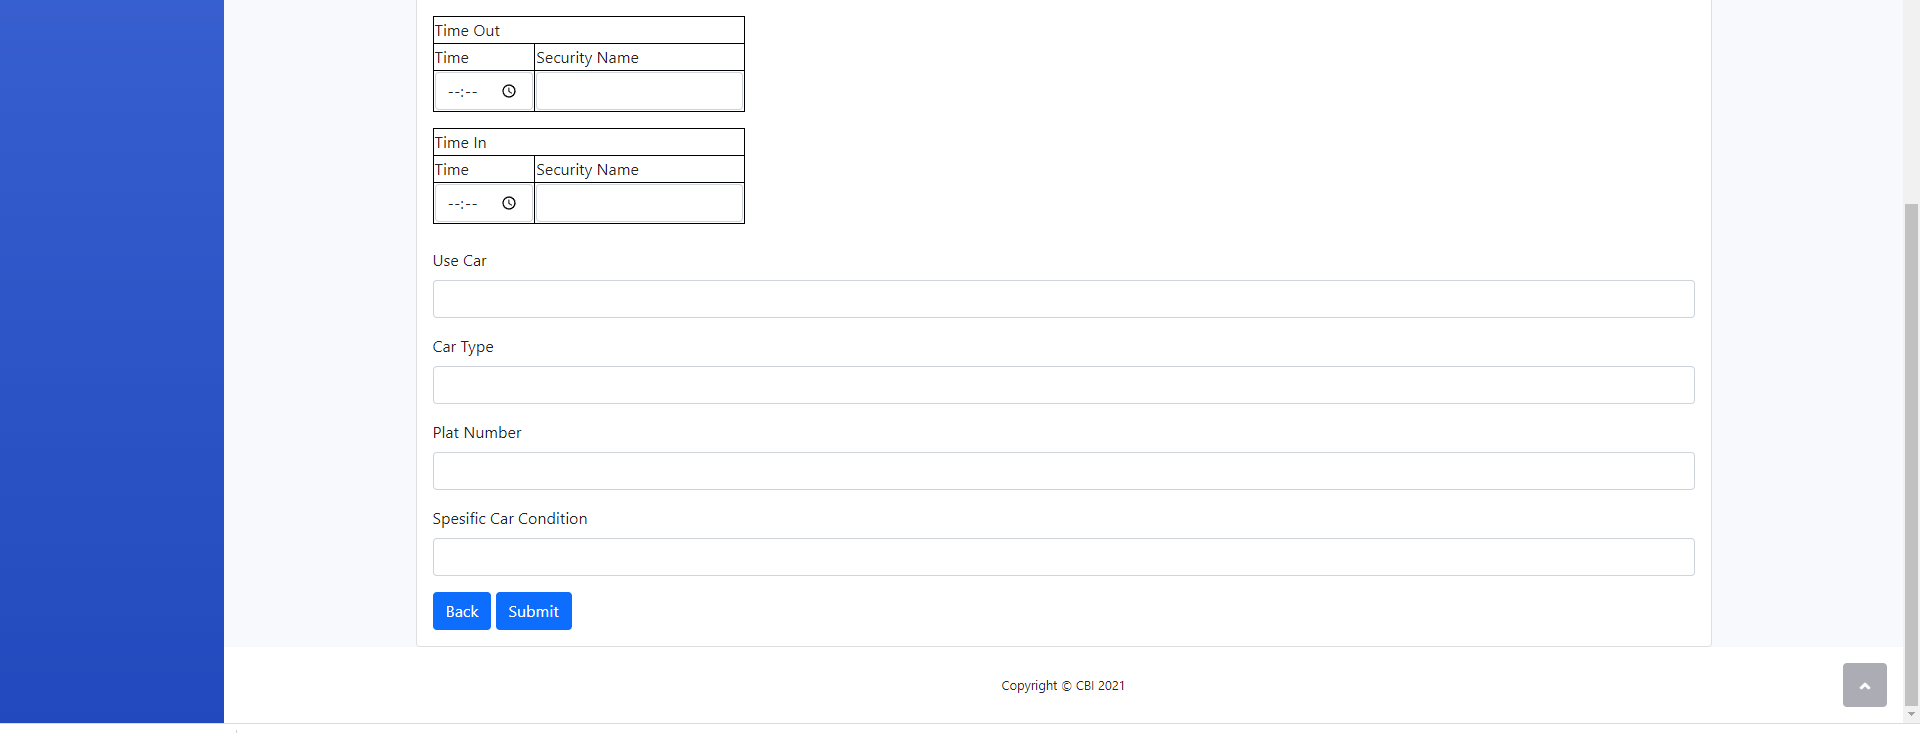 Time Out
Time Security Name
--:--
Time In
Time Security Name
--:--
Use Car
Car Type
Plat Number
Spesific Car Condition
Back Submit
Copyright © CBI 2021